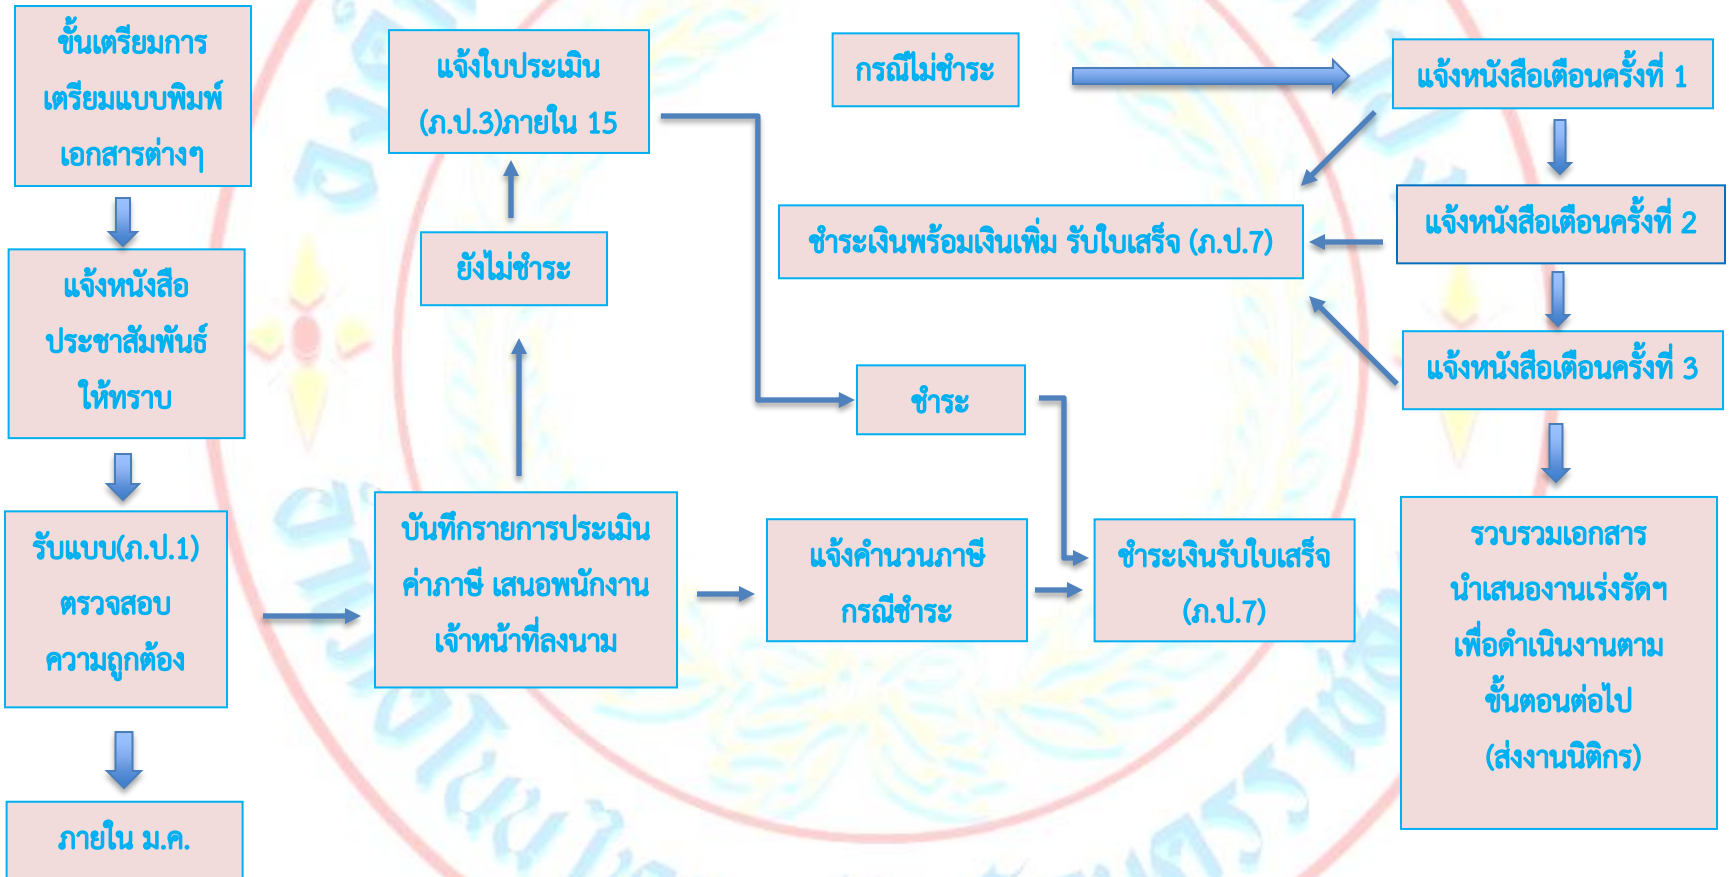 ขั้นเตรียมการ
เตรียมแบบพิมพ์
เอกสารต่างๆ
แจ้งหนังสือ
ประชาสัมพันธ์
ให้ทราบ
รับแบบ(ภ.ป.1)
ตรวจสอบ
ความถูกต้อง
ภายใน ม.ค.
แจ้งใบประเมิน
(ภ.ป.3)ภายใน 15
ยังไม่ชำระ
บันทึกรายการประเมิน
ค่าภาษี เสนอพนักงาน
เจ้าหน้าที่ลงนาม
กรณีไม่ชำระ
ชำระเงินพร้อมเงินเพิ่ม รับใบเสร็จ (ภ.ป.7)
ชำระ
แจ้งคำนวนภาษี
กรณีชำระ
ชำระเงินรับใบเสร็จ
(ภ.ป.7)
แจ้งหนังสือเตือนครั้งที่ 1
แจ้งหนังสือเตือนครั้งที่ 2
แจ้งหนังสือเตือนครั้งที่ 3
รวบรวมเอกสาร
นำเสนองานเร่งรัดฯ
เพื่อดำเนินงานตาม
ขั้นตอนต่อไป
(ส่งงานนิติกร)